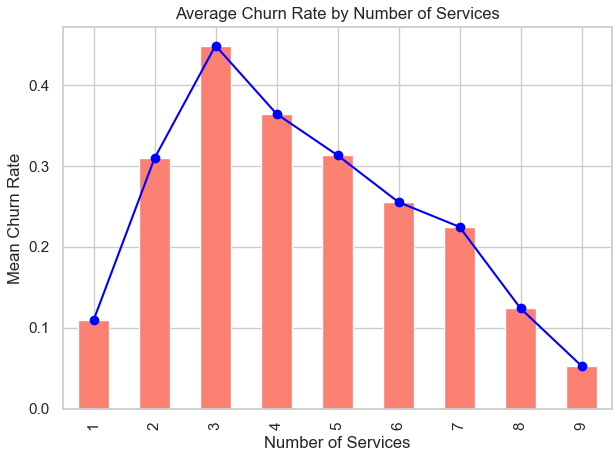 Average Churn Rate by Number of Services
Mean Churn Rate
0.4
0.3
0.2
0.1
0.0
1 2 3 4 5 6 7 8 9
Number of Services